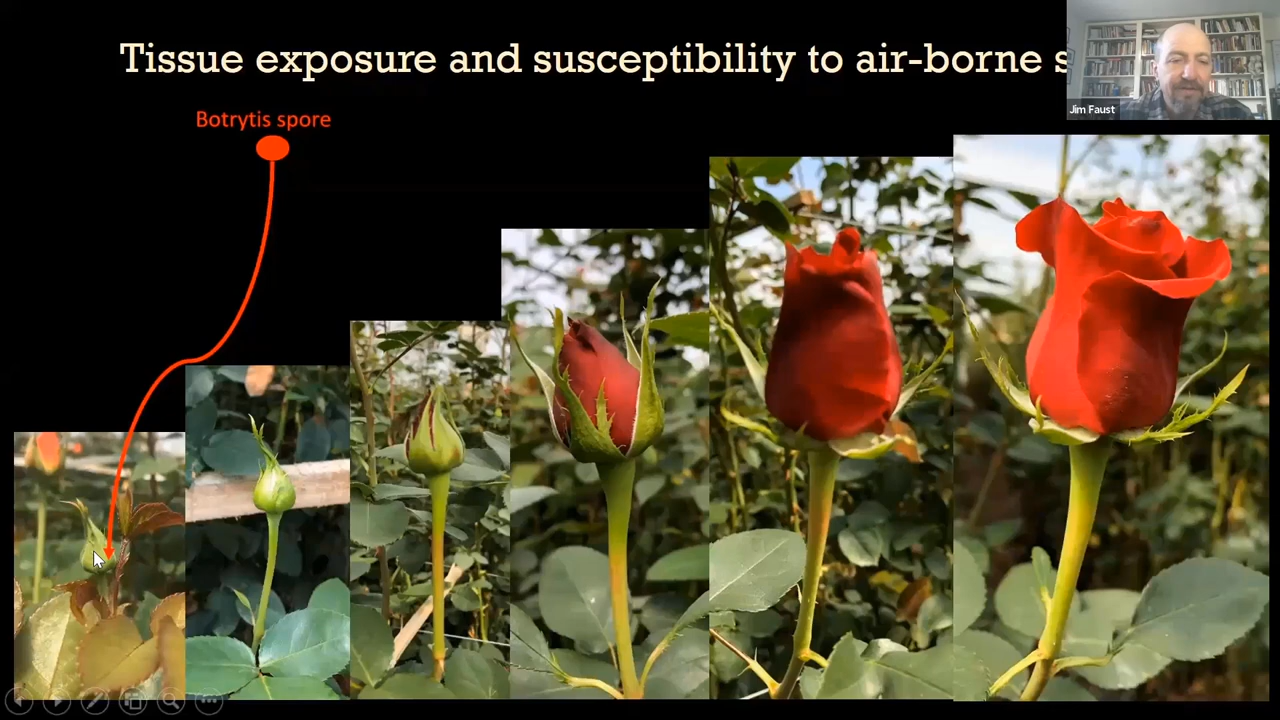 Tissue exposure and susceptibility to air-borne s
Jim Faust
Botrytis spore